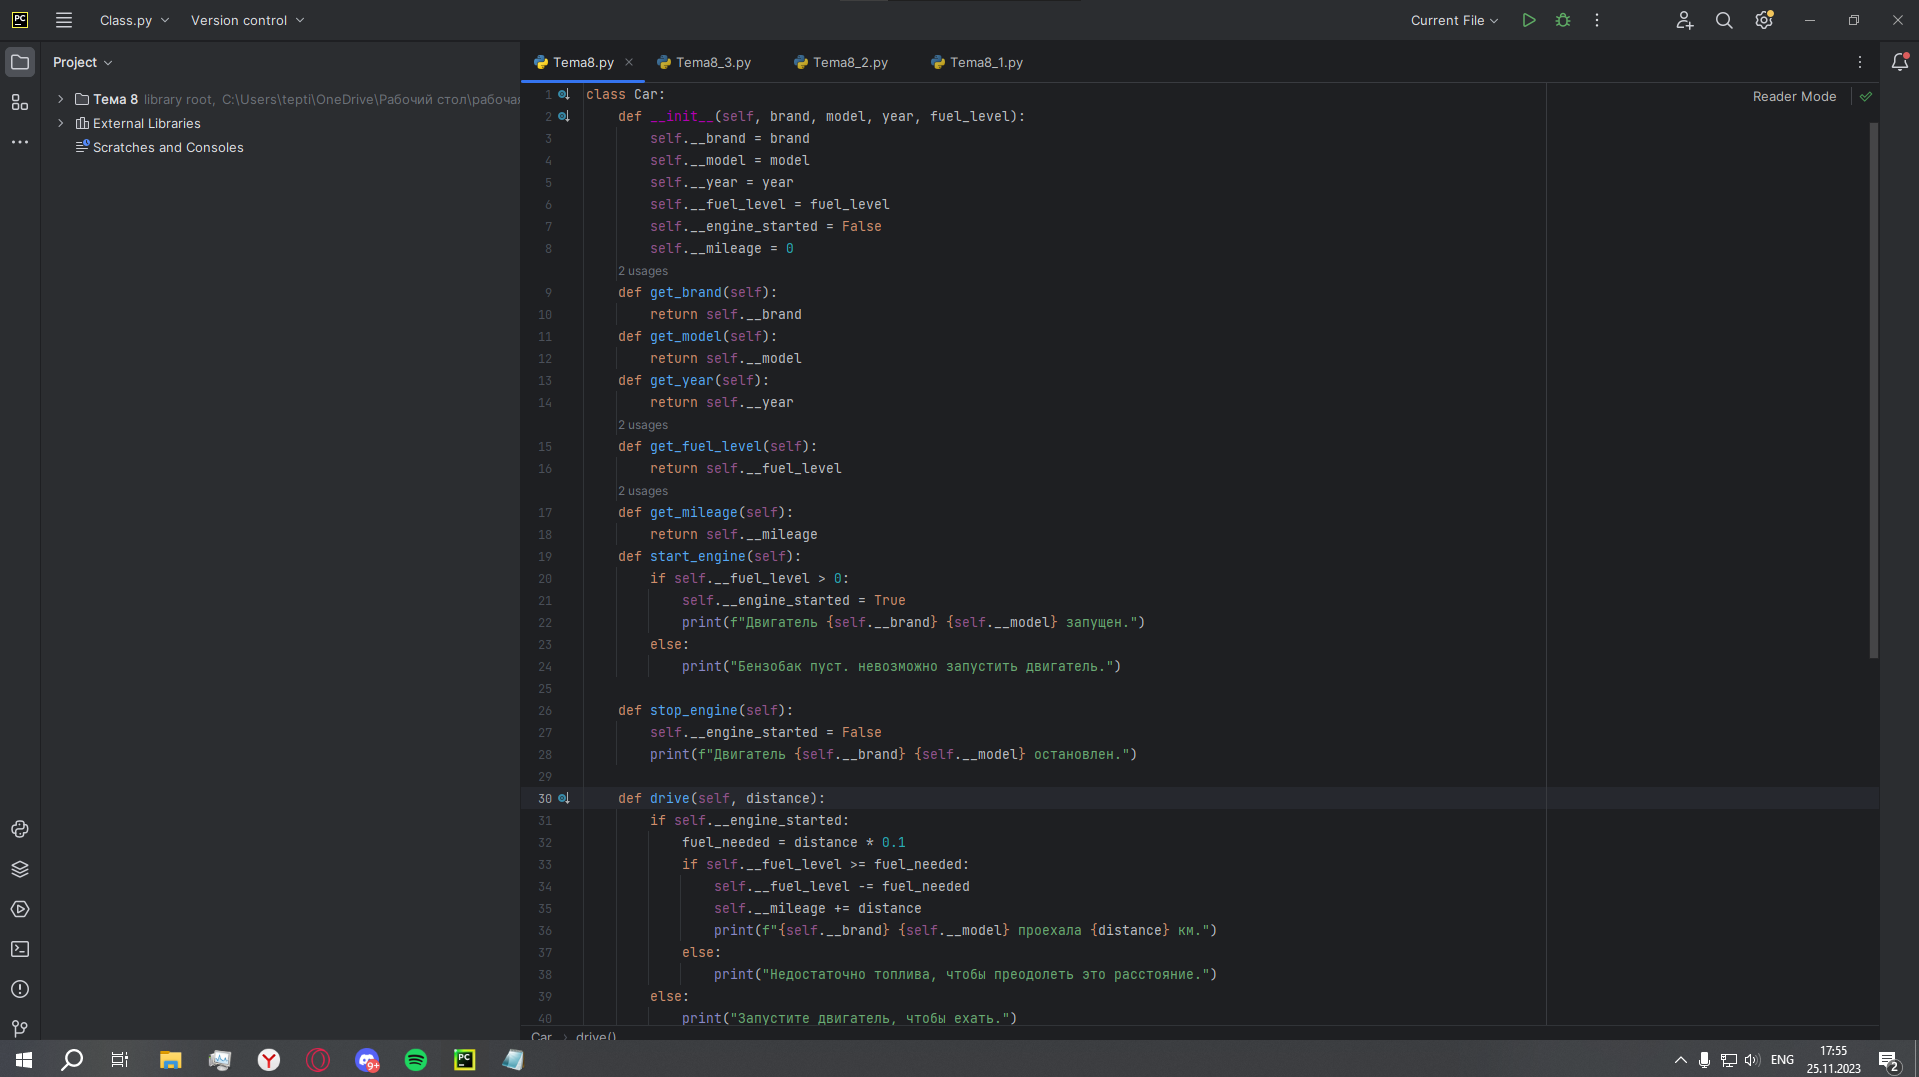 PC Class.py Version control Current File
Project
Тема 8 library root, C:\Users\tepti\OneDrive\Рабочий стол\рабочая
External Libraries
Scratches and Consoles
Tema8.py Tema8_3.py Tema8_2.py Tema8_1.py
Reader Mode
1 class Car:
2 def __init__(self, brand, model, year, fuel_level):
3 self.__brand = brand
4 self.__model = model
5 self.__year = year
6 self.__fuel_level = fuel_level
7 self.__engine_started = False
8 self.__mileage = 0
2 usages
9 def get_brand(self):
10 return self.__brand
11 def get_model(self):
12 return self.__model
13 def get_year(self):
14 return self.__year
2 usages
15 def get_fuel_level(self):
16 return self.__fuel_level
2 usages
17 def get_mileage(self):
18 return self.__mileage
19 def start_engine(self):
20 if self.__fuel_level > 0:
21 self.__engine_started = True
22 print(f"Двигатель {self.__brand} {self.__model} запущен.")
23 else:
24 print("Бензобак пуст. невозможно запустить двигатель.")
25
26 def stop_engine(self):
27 self.__engine_started = False
28 print(f"Двигатель {self.__brand} {self.__model} остановлен.")
29
30 def drive(self, distance):
31 if self.__engine_started:
32 fuel_needed = distance * 0.1
33 if self.__fuel_level >= fuel_needed:
34 self.__fuel_level -= fuel_needed
35 self.__mileage += distance
36 print(f"{self.__brand} {self.__model} проехала {distance} км.")
37 else:
38 print("Недостаточно топлива, чтобы преодолеть это расстояние.")
39 else:
40 print("Запустите двигатель, чтобы ехать.")
Car > drive()
9+ PC ENG 17:55
25.11.2023 2